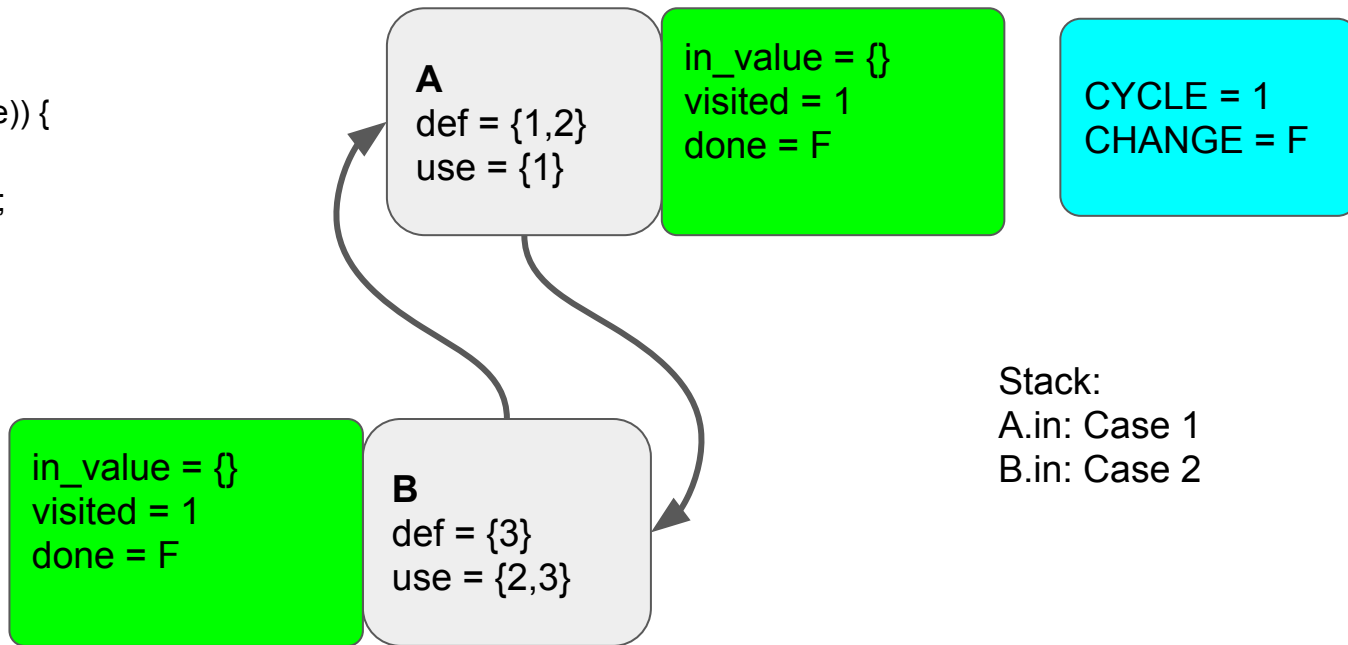 e)) {
;
A
def = {1,2}
use = {1}
in_value = {}
visited = 1
done = F
CYCLE = 1
CHANGE = F
Stack:
A.in: Case 1
B.in: Case 2
in_value = {}
visited = 1
done = F
B
def = {3}
use = {2,3}